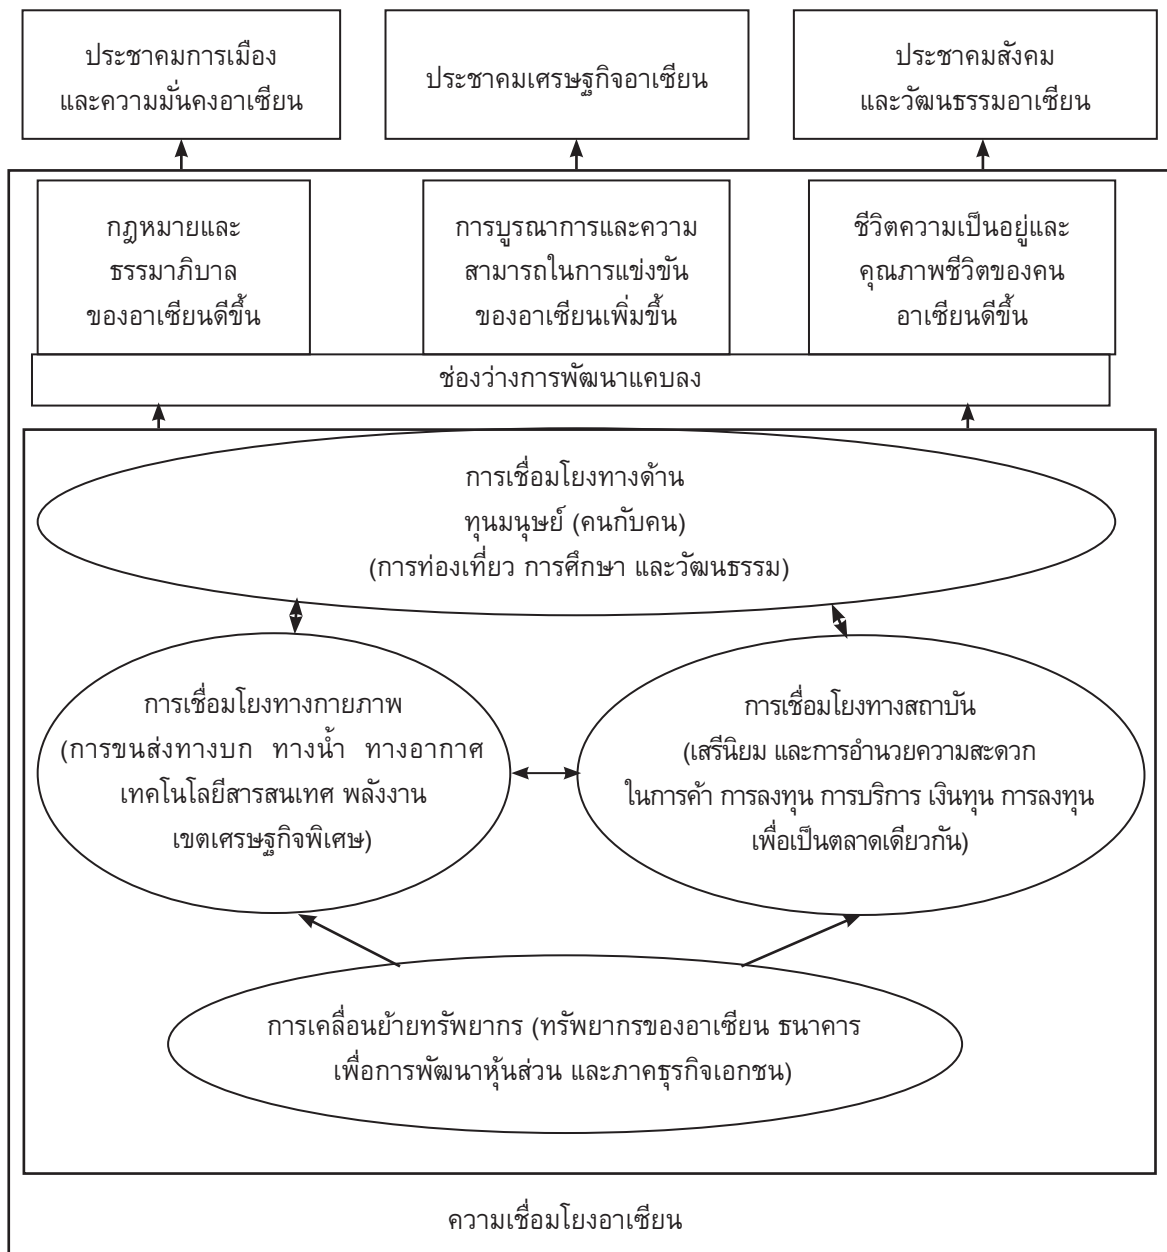 ประชาคมการเมือง
และความมั่นคงอาเซียน
ประชาคมเศรษฐกิจอาเซียน
ประชาคมสังคม
และวัฒนธรรมอาเซียน
กฎหมายและ
ธรรมาภิบาล
ของอาเซียนดีขึ้น
การบูรณาการและความ
สามารถในการแข่งขัน
ของอาเซียนเพิ่มขึ้น
ชีวิตความเป็นอยู่และ
คุณภาพชีวิตของคน
อาเซียนดีขึ้น
ช่องว่างการพัฒนาแคบลง
การเชื่อมโยงทางด้าน
ทุนมนุษย์ (คนกับคน)
(การท่องเที่ยว การศึกษา และวัฒนธรรม)
การเชื่อมโยงทางกายภาพ
(การขนส่งทางบก ทางน้ำ ทางอากาศ
เทคโนโลยีสารสนเทศ พลังงาน
เขตเศรษฐกิจพิเศษ)
การเชื่อมโยงทางสถาบัน
(เสรีนิยม และการอำนวยความสะดวก
ในการค้า การลงทุน การบริการ เงินทุน การลงทุน
เพื่อเป็นตลาดเดียวกัน)
การเคลื่อนย้ายทรัพยากร (ทรัพยากรของอาเซียน ธนาคาร
เพื่อการพัฒนาหุ้นส่วน และภาคธุรกิจเอกชน)
ความเชื่อมโยงอาเซียน